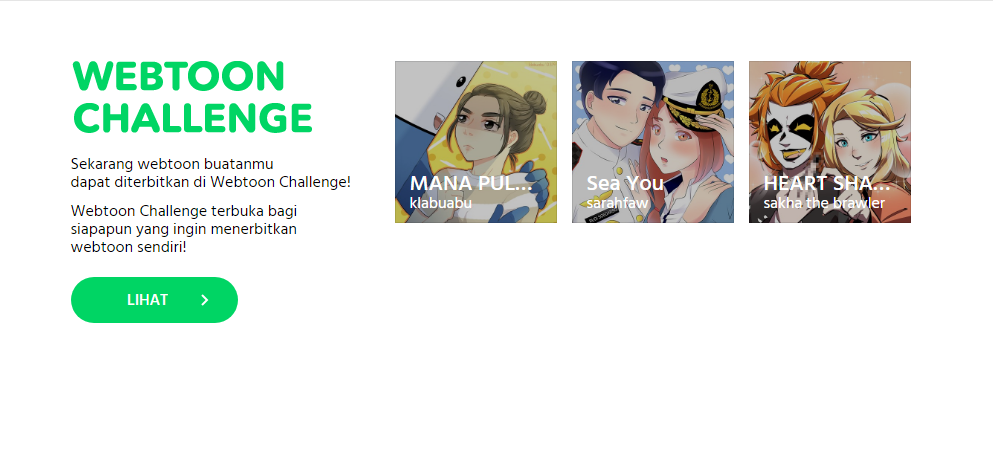 WEBTOON
CHALLENGE
Sekarang webtoon buatanmu
dapat diterbitkan di Webtoon Challenge!
Webtoon Challenge terbuka bagi
siapapun yang ingin menerbitkan
webtoon sendiri!
LIHAT
MANA PUL...
klabuabu
Sea You
sarahfaw
HEART SHA...
sakha the brawler